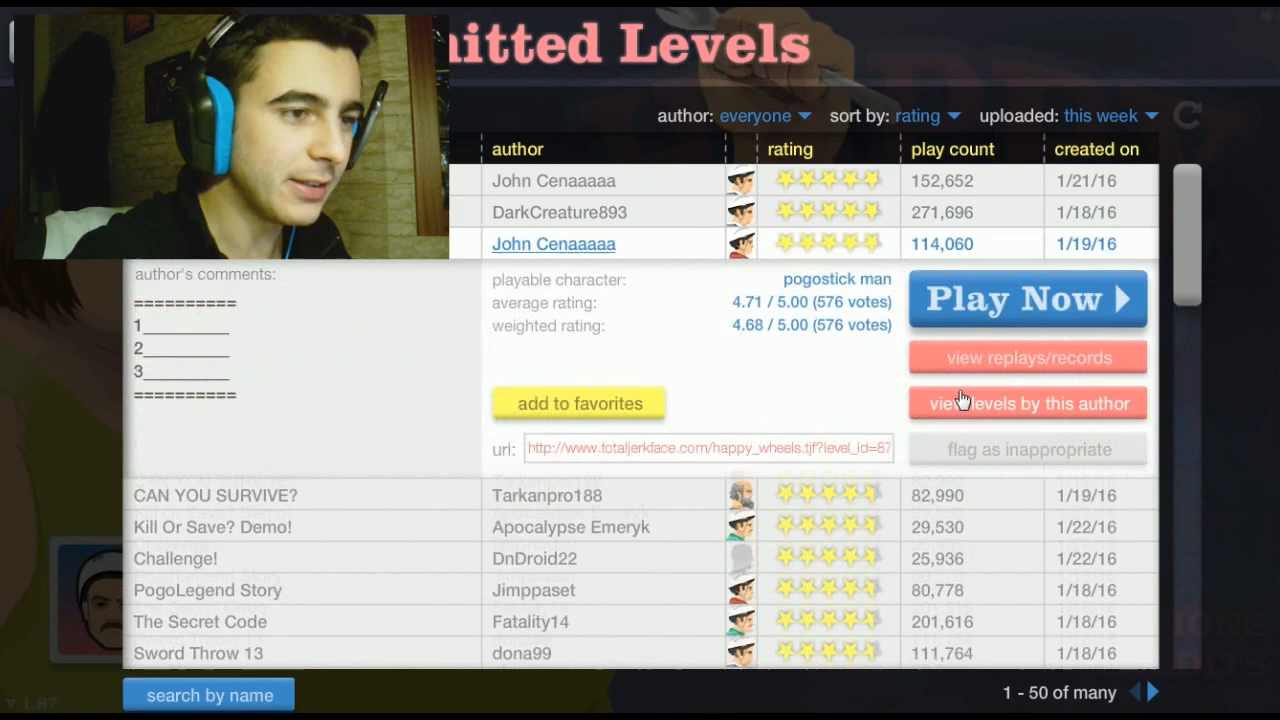 itted Levels
author: everyone sort by: rating uploaded: this week
author rating play count created on
John Cenaaaaa 152,652 1/21/16
DarkCreature893 271,696 1/18/16
John Cenaaaaa 114,060 1/19/16
author's comments:
==========
1__________
2__________
3__________
==========
playable character: pogostick man
average rating: 4.71 / 5.00 (576 votes)
weighted rating: 4.68 / 5.00 (576 votes)
Play Now
view replays/records
add to favorites
levels by this author
url: http://www.totaljerkface.com/happy_wheels.tjf?level_id=87
flag as inappropriate
CAN YOU SURVIVE? Tarkanpro188 82,990 1/19/16
Kill Or Save? Demo! Apocalypse Emeryk 29,530 1/22/16
Challenge! DnDroid22 25,936 1/22/16
PogoLegend Story Jimppaset 80,778 1/18/16
The Secret Code Fatality14 201,616 1/18/16
Sword Throw 13 dona99 111,764 1/18/16
search by name
1 - 50 of many
v 1.87